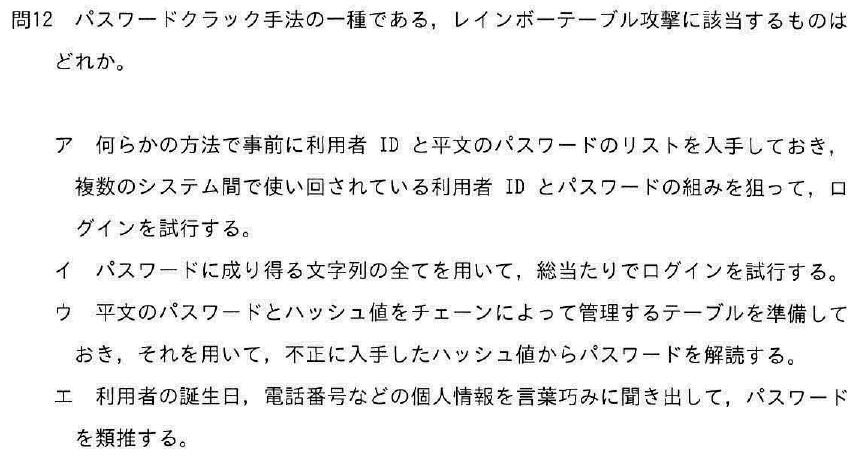 問12　パスワードクラック手法の一種である，レインボーテーブル攻撃に該当するものは
どれか。
ア　何らかの方法で事前に利用者 ID と平文のパスワードのリストを入手しておき，
複数のシステム間で使い回されている利用者 ID とパスワードの組みを狙って，ロ
グインを試行する。
イ　パスワードに成り得る文字列の全てを用いて，総当たりでログインを試行する。
ウ　平文のパスワードとハッシュ値をチェーンによって管理するテーブルを準備して
おき，それを用いて，不正に入手したハッシュ値からパスワードを解読する。
エ　利用者の誕生日，電話番号などの個人情報を言葉巧みに聞き出して，パスワード
を類推する。